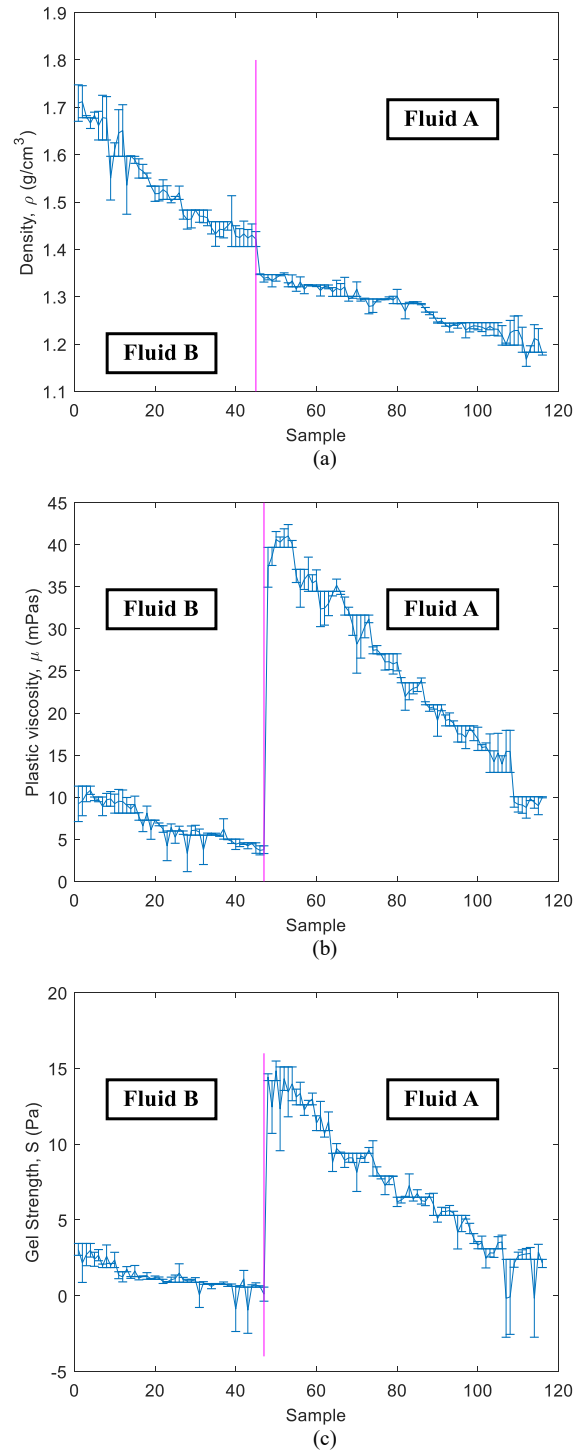 1.9
1.8
1.7
1.6
1.5
1.4
1.3
1.2
1.1
Density, ρ (g/cm³)
Fluid A
Fluid B
0 20 40 60 80 100 120
Sample
(a)
45
40
35
30
25
20
15
10
5
0
Plastic viscosity, μ (mPas)
Fluid B Fluid A
0 20 40 60 80 100 120
Sample
(b)
20
15
10
5
0
-5
Gel Strength, S (Pa)
Fluid B Fluid A
0 20 40 60 80 100 120
Sample
(c)